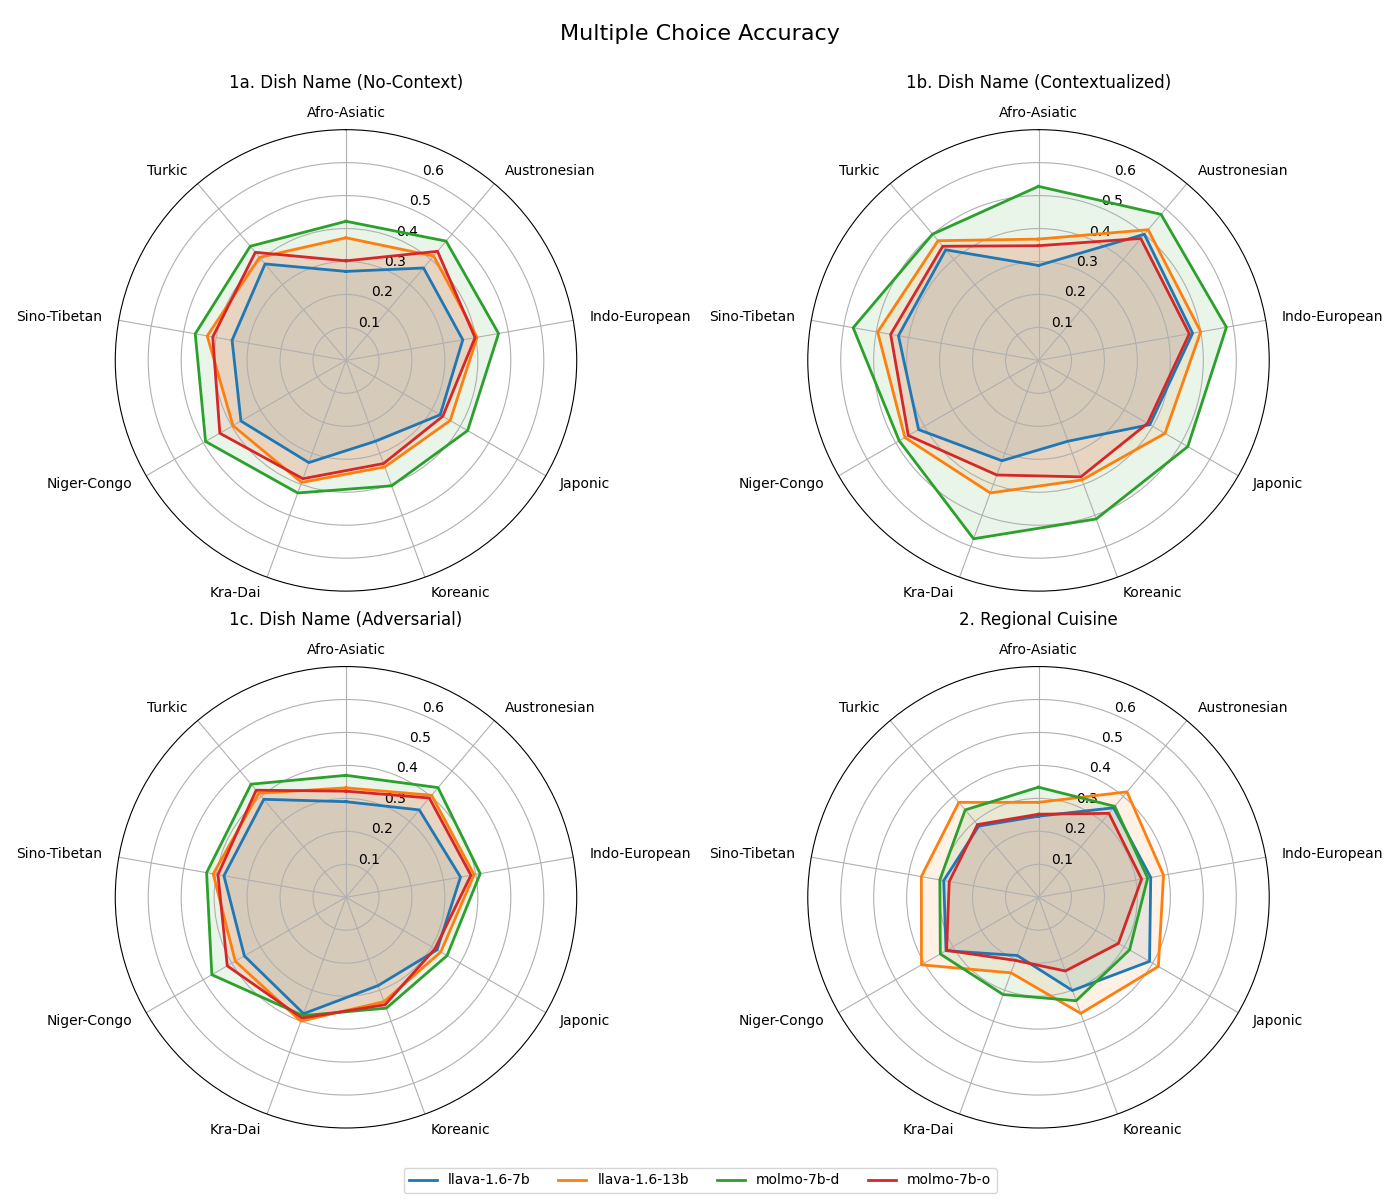 Multiple Choice Accuracy
1a. Dish Name (No-Context)
Afro-Asiatic
Austronesian
Indo-European
Japonic
Koreanic
Kra-Dai
Niger-Congo
Sino-Tibetan
Turkic
0.1
0.2
0.3
0.4
0.5
0.6
1b. Dish Name (Contextualized)
Afro-Asiatic
Austronesian
Indo-European
Japonic
Koreanic
Kra-Dai
Niger-Congo
Sino-Tibetan
Turkic
0.1
0.2
0.3
0.4
0.5
0.6
1c. Dish Name (Adversarial)
Afro-Asiatic
Austronesian
Indo-European
Japonic
Koreanic
Kra-Dai
Niger-Congo
Sino-Tibetan
Turkic
0.1
0.2
0.3
0.4
0.5
0.6
2. Regional Cuisine
Afro-Asiatic
Austronesian
Indo-European
Japonic
Koreanic
Kra-Dai
Niger-Congo
Sino-Tibetan
Turkic
0.1
0.2
0.3
0.4
0.5
0.6
llava-1.6-7b llava-1.6-13b molmo-7b-d molmo-7b-o